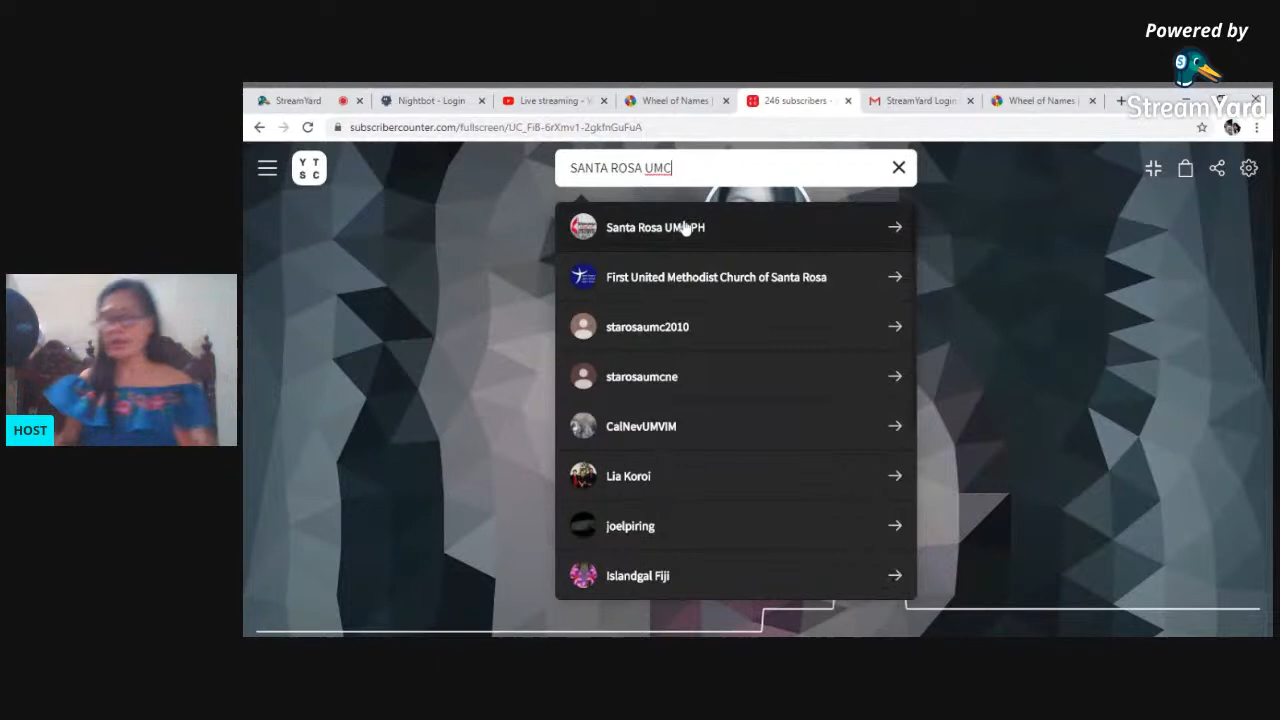 Powered by
StreamYard
StreamYard
Nightbot - Login
Live streaming - Y
Wheel of Names |
246 subscribers -
StreamYard Login
Wheel of Names |
subscribercounter.com/fullscreen/UC_FiB-6rXmv1-2gkfnGuFuA
Y T
S C
SANTA ROSA UMC
Santa Rosa PH
First United Methodist Church of Santa Rosa
starosaumc2010
starosaumcne
CalNevUMVIM
Lia Koroi
joelpiring
Islandgal Fiji
HOST